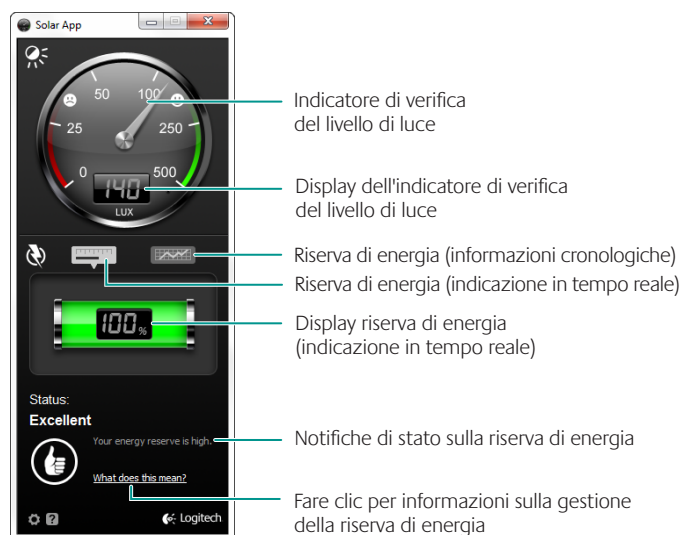 Solar App
50
100
25
250
0
500
140
LUX
Indicatore di verifica
del livello di luce
Display dell'indicatore di verifica
del livello di luce
Riserva di energia (informazioni cronologiche)
Riserva di energia (indicazione in tempo reale)
100%
Display riserva di energia
(indicazione in tempo reale)
Status:
Excellent
Your energy reserve is high.
Notifiche di stato sulla riserva di energia
What does this mean?
Fare clic per informazioni sulla gestione
della riserva di energia
?
Logitech